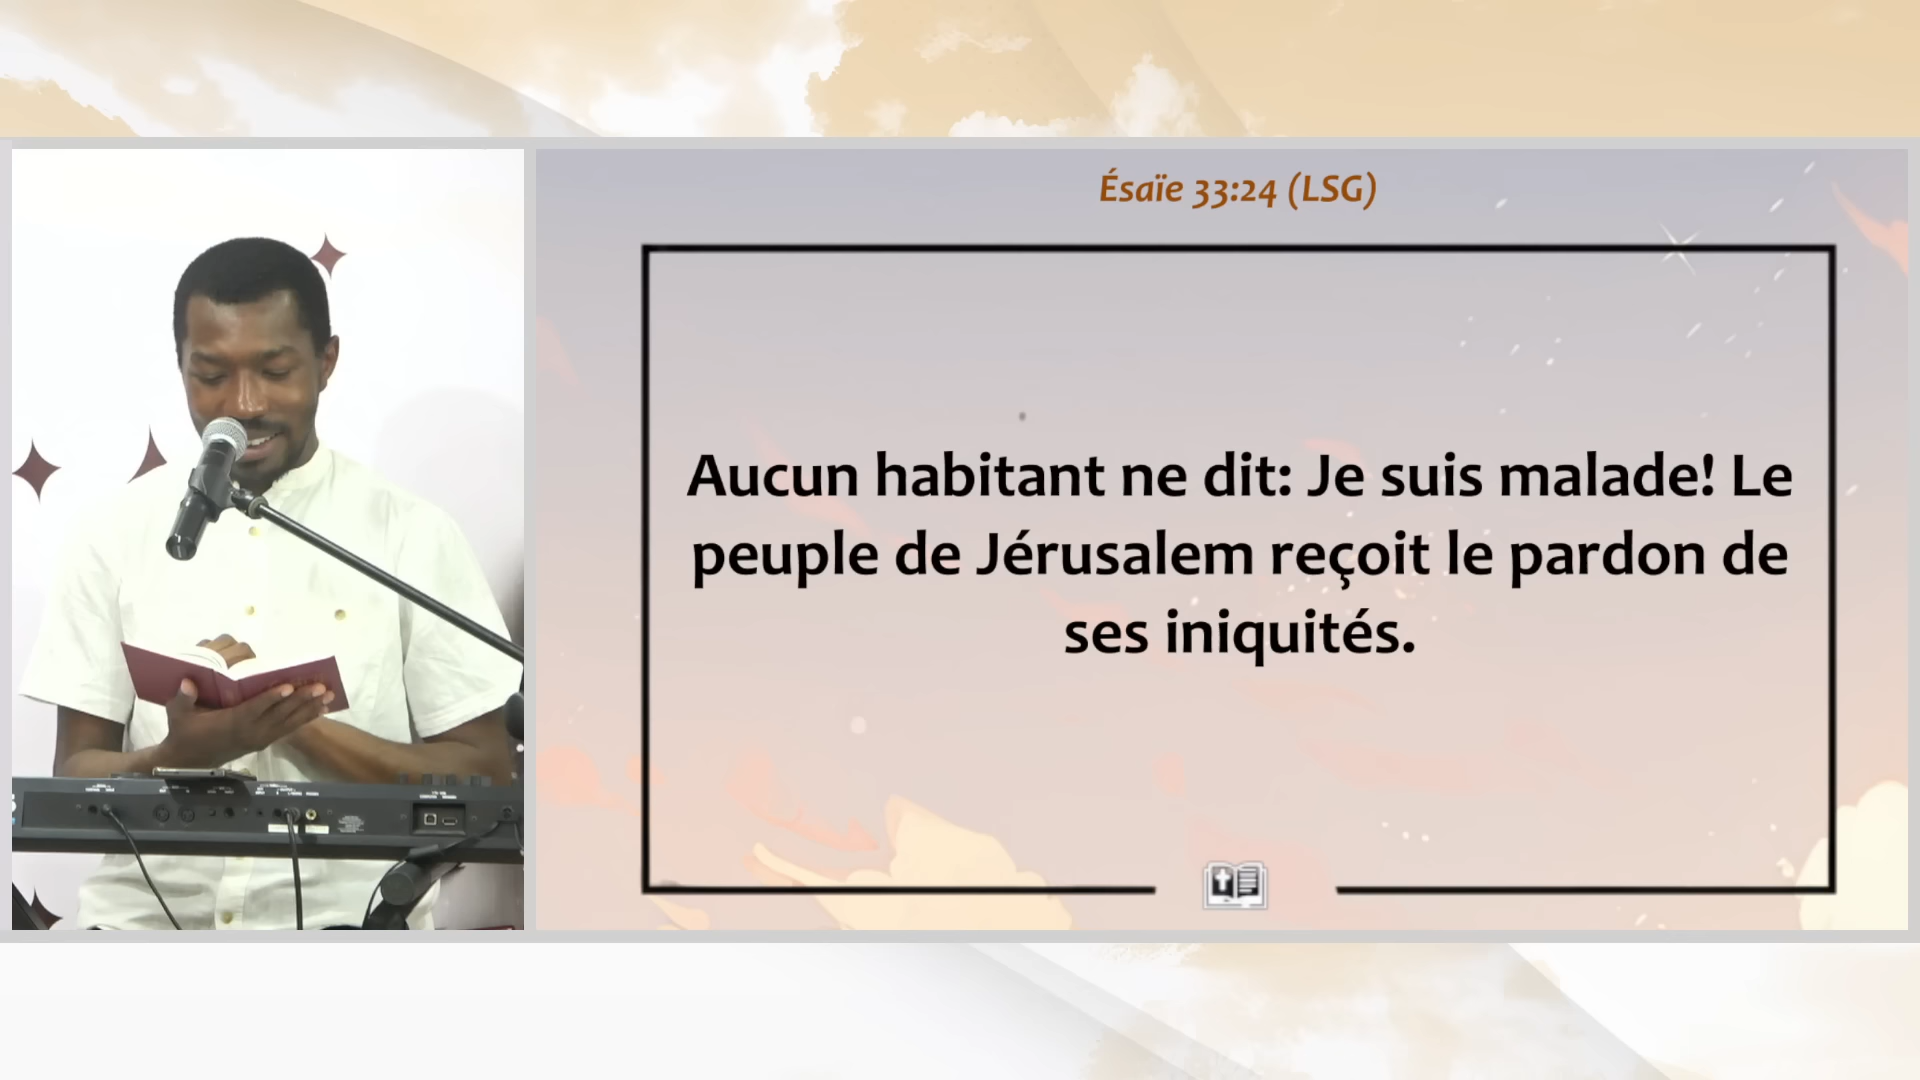 Ésaïe 33:24 (LSG)
Aucun habitant ne dit: Je suis malade! Le
peuple de Jérusalem reçoit le pardon de
ses iniquités.